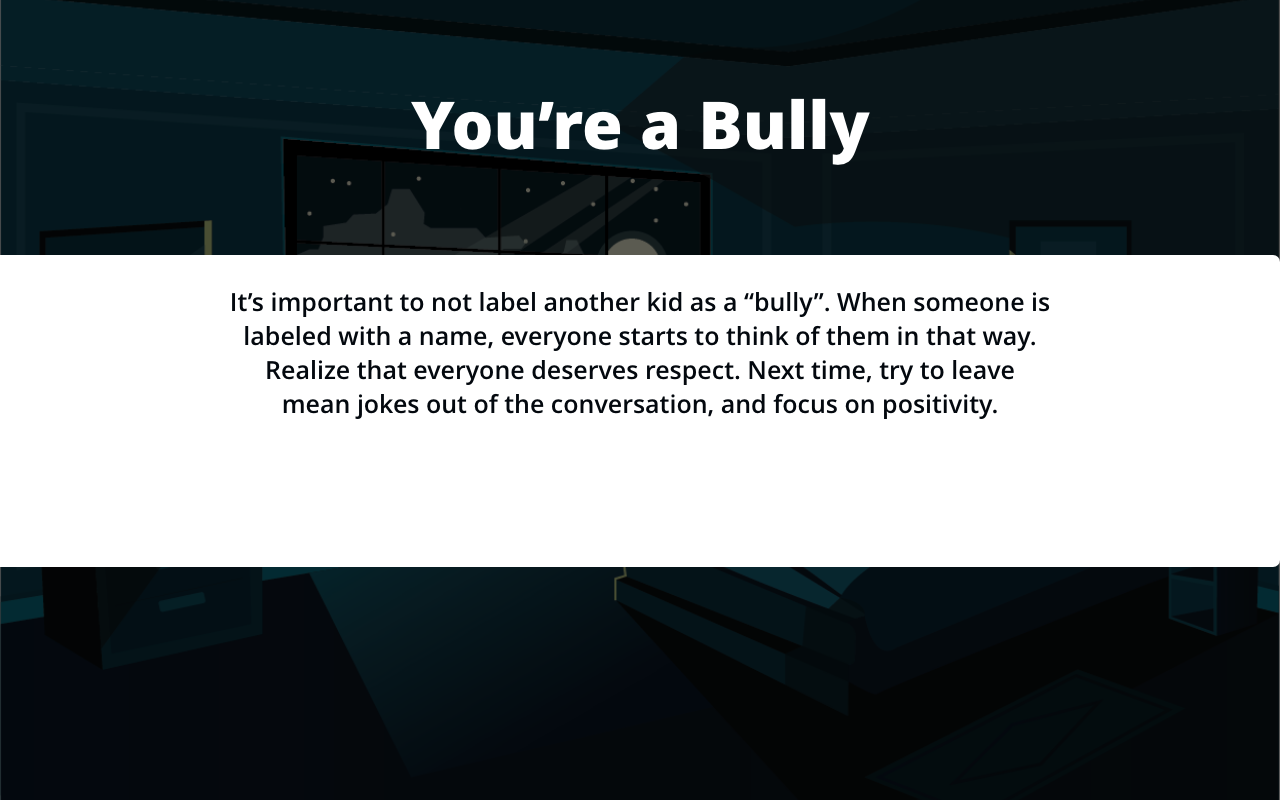 You’re a Bully
It’s important to not label another kid as a “bully”. When someone is
labeled with a name, everyone starts to think of them in that way.
Realize that everyone deserves respect. Next time, try to leave
mean jokes out of the conversation, and focus on positivity.